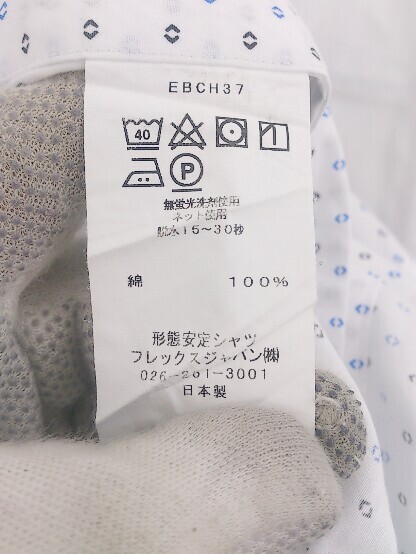 EBCH37
40
P
無蛍光洗剤使用
ネット使用
脱水15~30秒
綿 100%
形態安定シャツ
フレックスジャパン㈱
026-261-3001
日本製